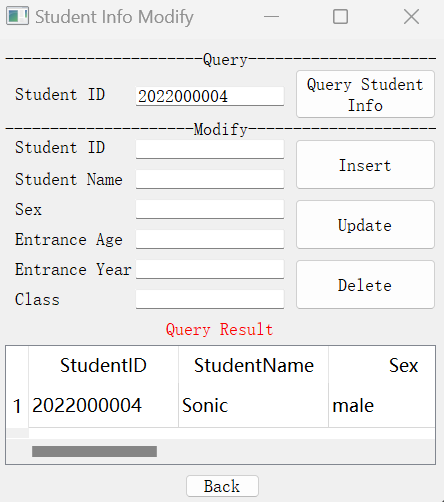 Student Info Modify
--------------------Query--------------------
Student ID 2022000004 Query Student Info
-------------------Modify--------------------
Student ID
Student Name Insert
Sex
Entrance Age Update
Entrance Year
Class Delete
Query Result
StudentID StudentName Sex
1 2022000004 Sonic male
Back